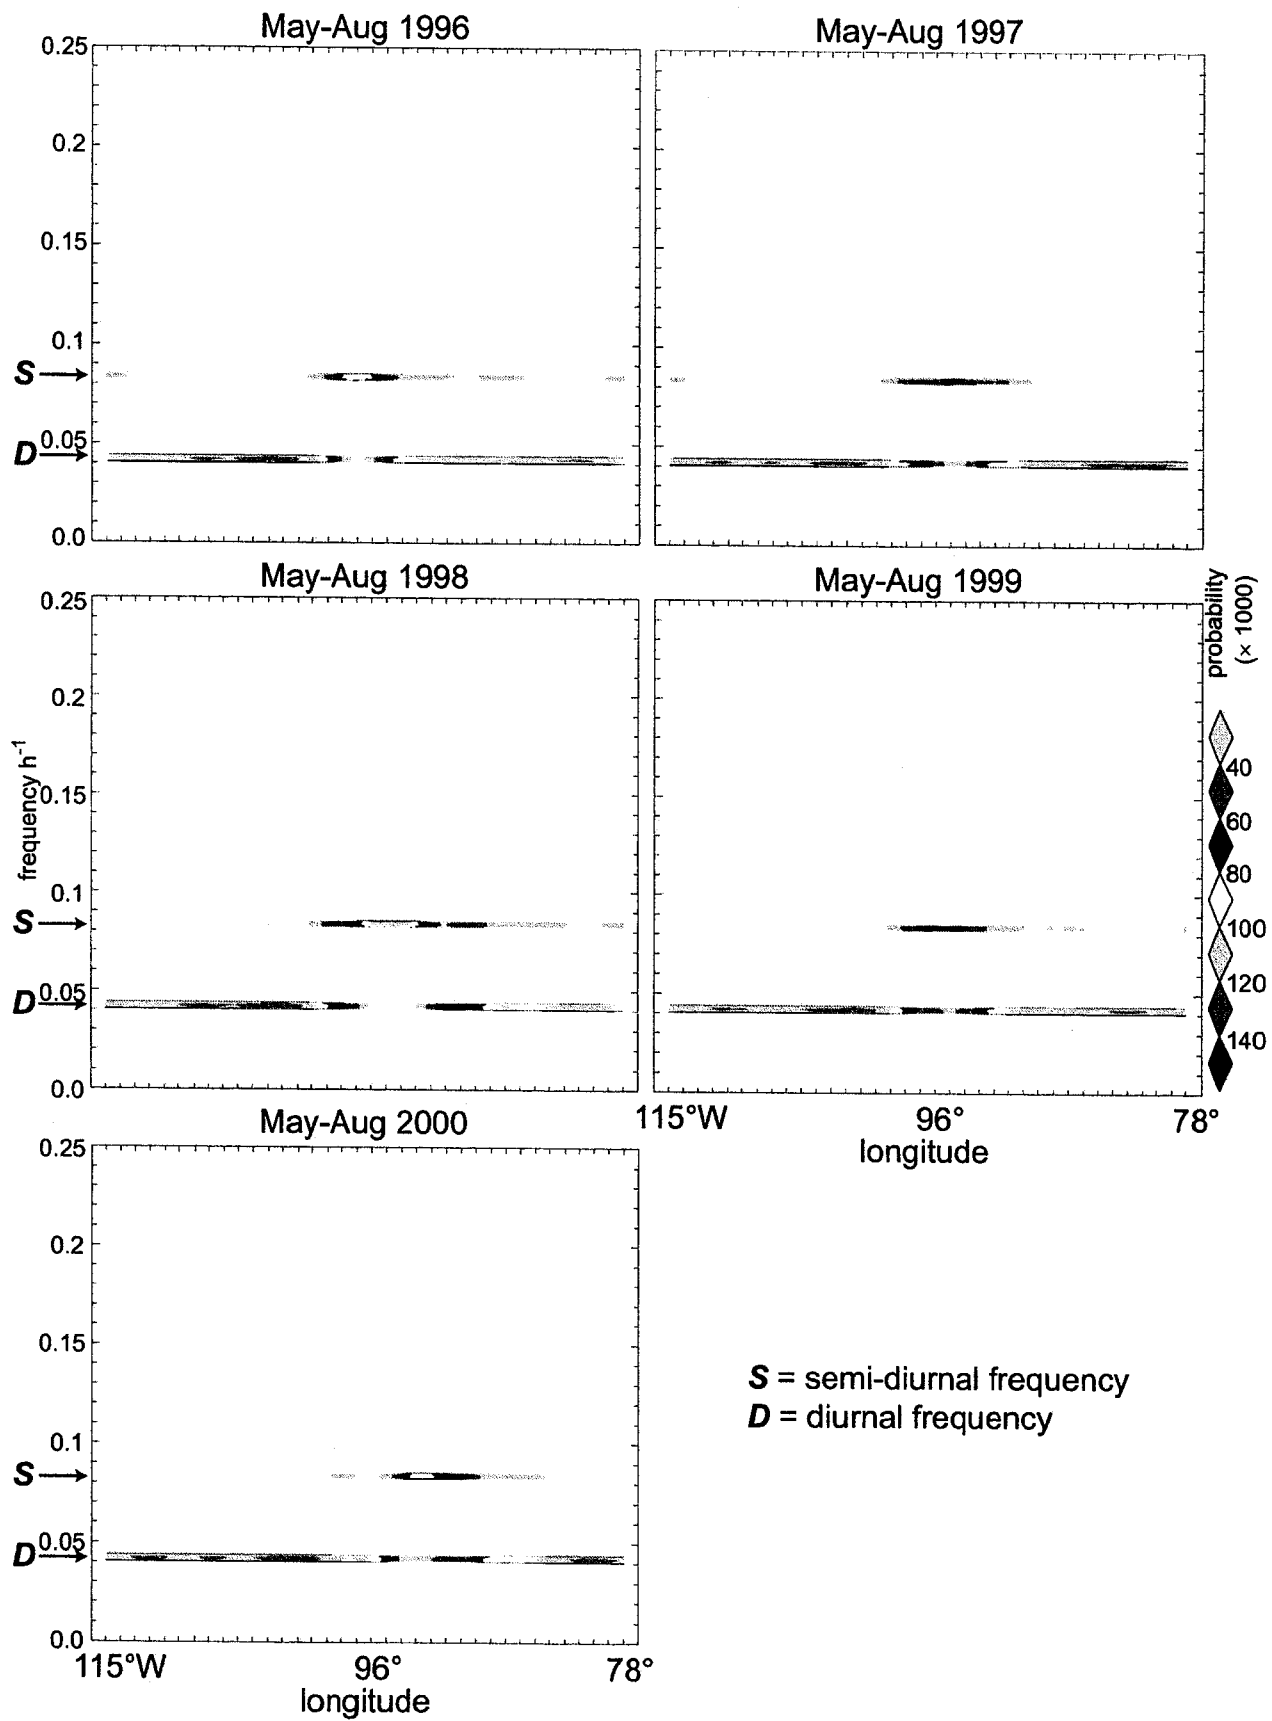 May-Aug 1996
May-Aug 1997
0.25
0.2
0.15
0.1
S
0.05
D
0.0
May-Aug 1998
May-Aug 1999
0.25
0.2
0.15
0.1
S
0.05
D
0.0
frequency h⁻¹
probability
(× 1000)
40
60
80
100
120
140
115°W 96° 78°
longitude
May-Aug 2000
0.25
0.2
0.15
0.1
S
0.05
D
0.0
115°W 96° 78°
longitude
S = semi-diurnal frequency
D = diurnal frequency